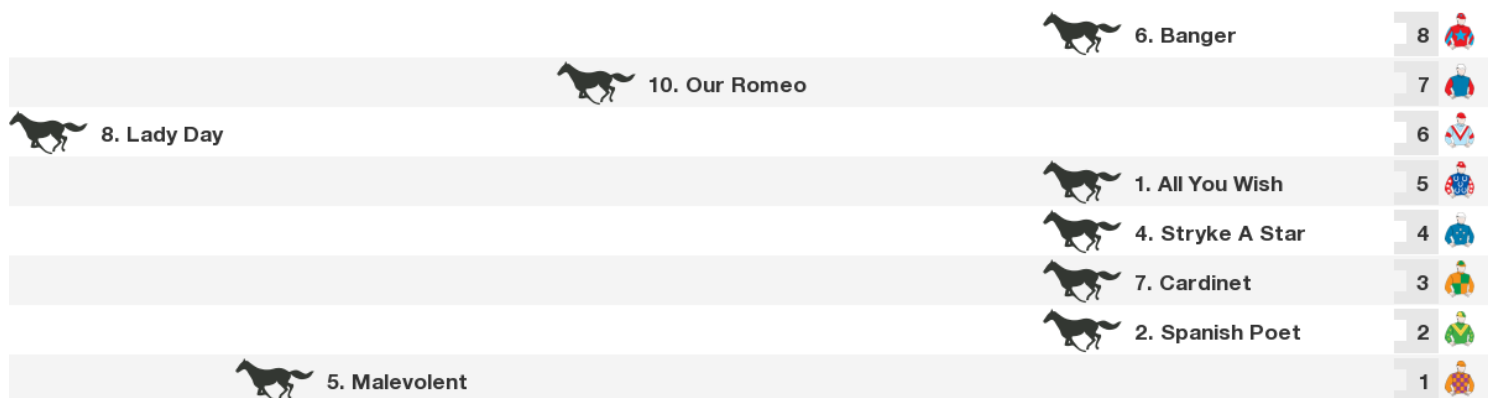 6. Banger 8
10. Our Romeo 7
8. Lady Day 6
1. All You Wish 5
4. Stryke A Star 4
7. Cardinet 3
2. Spanish Poet 2
5. Malevolent 1